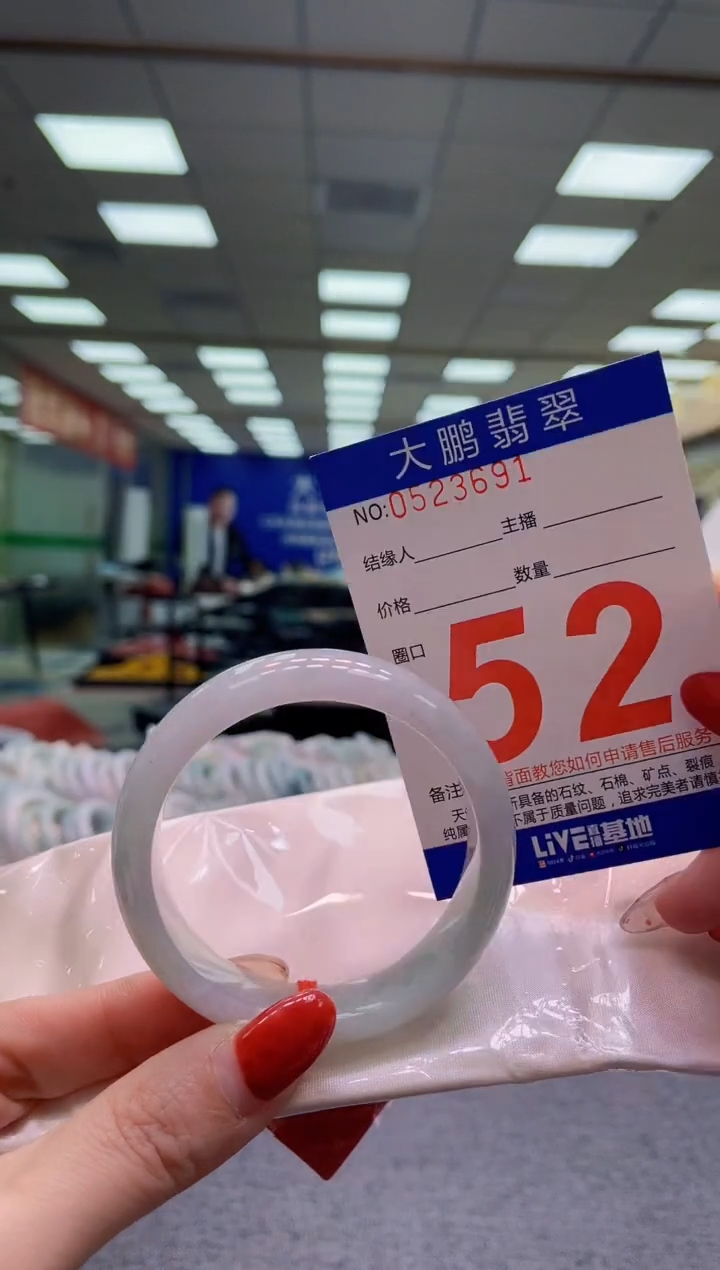 大鹏翡翠
NO:0523691
结缘人 主播
价格 数量
圈口 52
背面教您如何申请售后服务
备注 所具备的石纹、石棉、矿点、裂痕
天 不属于质量问题，追求完美者请慎
纯属
LiVE直播基地